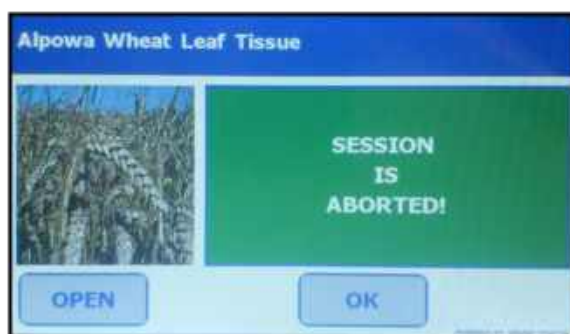 Alpowa Wheat Leaf Tissue
SESSION
IS
ABORTED!
OPEN
OK